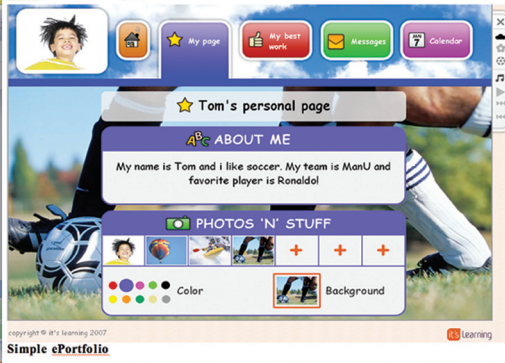 My page
My best
work
Messages
JAN
7
Calendar
Tom's personal page
ABC ABOUT ME
My name is Tom and i like soccer. My team is ManU and
favorite player is Ronaldo!
PHOTOS 'N' STUFF
Color
Background
copyright © it's learning 2007
it's learning
Simple ePortfolio